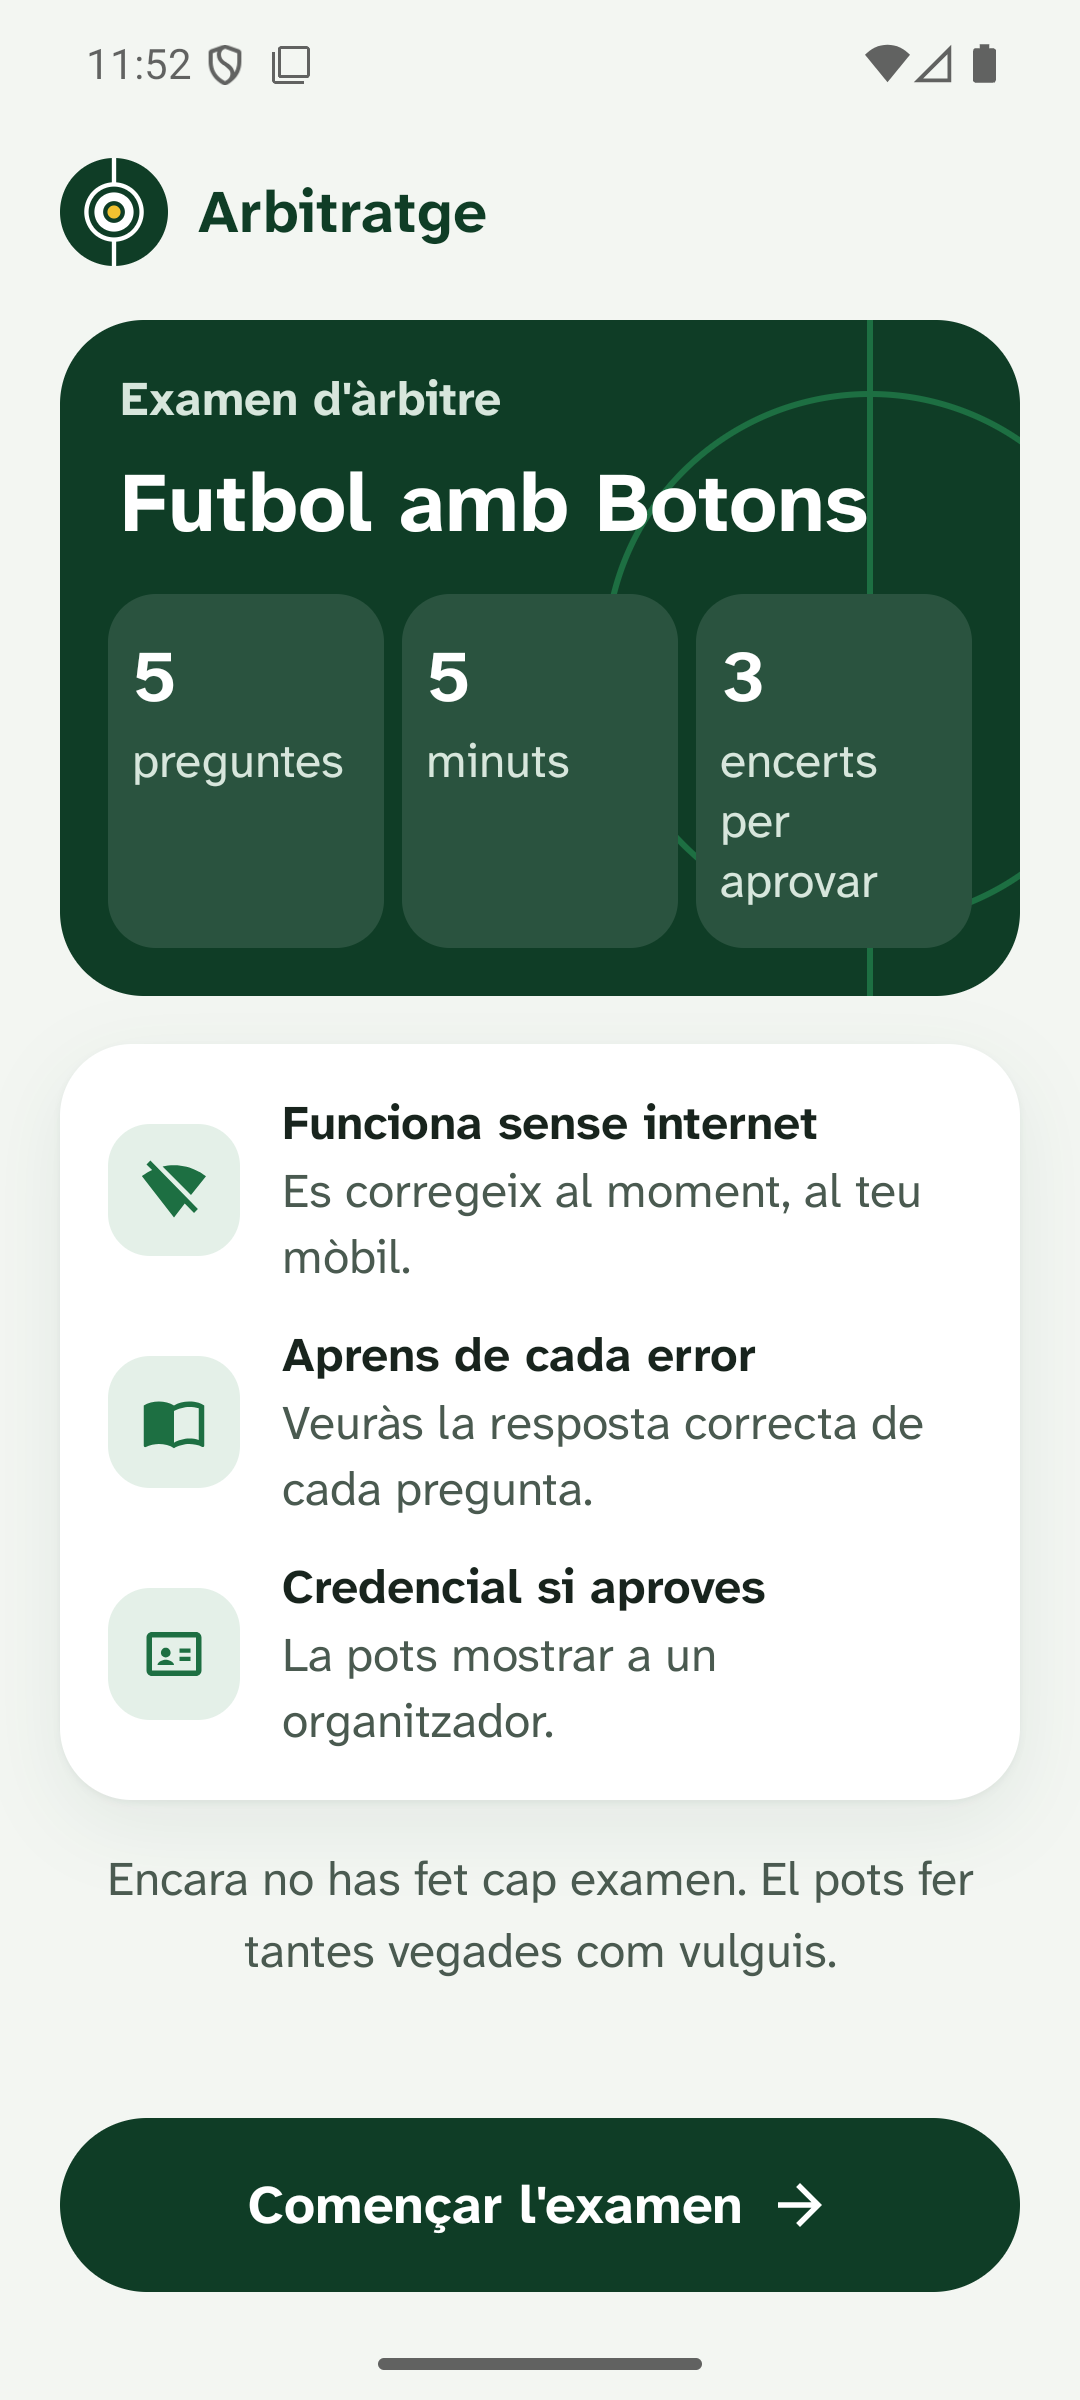 11:52
Arbitratge
Examen d'àrbitre
Futbol amb Botons
5
preguntes
5
minuts
3
encerts
per
aprovar
Funciona sense internet
Es corregeix al moment, al teu
mòbil.
Aprens de cada error
Veuràs la resposta correcta de
cada pregunta.
Credencial si aproves
La pots mostrar a un
organitzador.
Encara no has fet cap examen. El pots fer
tantes vegades com vulguis.
Començar l'examen